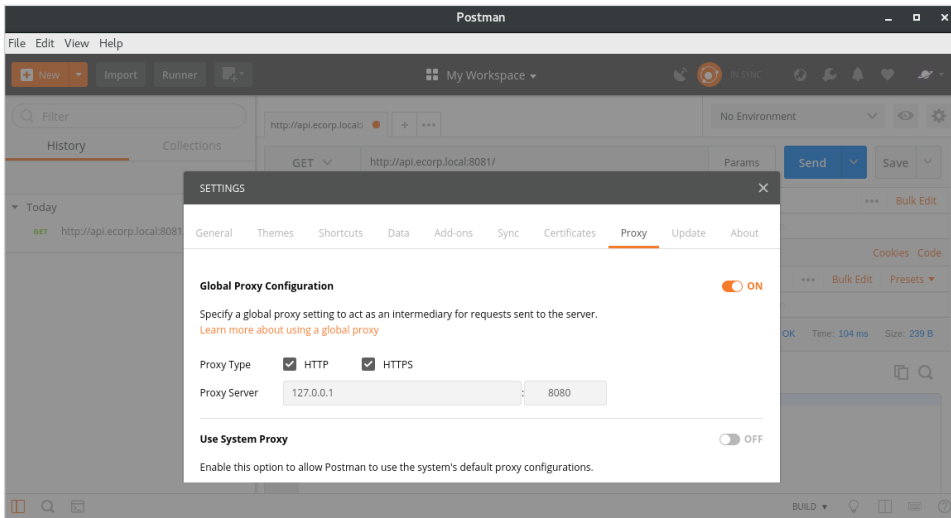 Postman
File Edit View Help
New Import Runner My Workspace IN SYNC
Filter
http://api.ecorp.local:
No Environment
History Collections
GET http://api.ecorp.local:8081/ Params Send Save
SETTINGS
Today
Bulk Edit
GET http://api.ecorp.local:8081
General Themes Shortcuts Data Add-ons Sync Certificates Proxy Update About
Cookies Code
Bulk Edit Presets
Global Proxy Configuration ON
Specify a global proxy setting to act as an intermediary for requests sent to the server.
Learn more about using a global proxy
OK Time: 104 ms Size: 239 B
Proxy Type HTTP HTTPS
Proxy Server 127.0.0.1 : 8080
Use System Proxy OFF
Enable this option to allow Postman to use the system's default proxy configurations.
BUILD